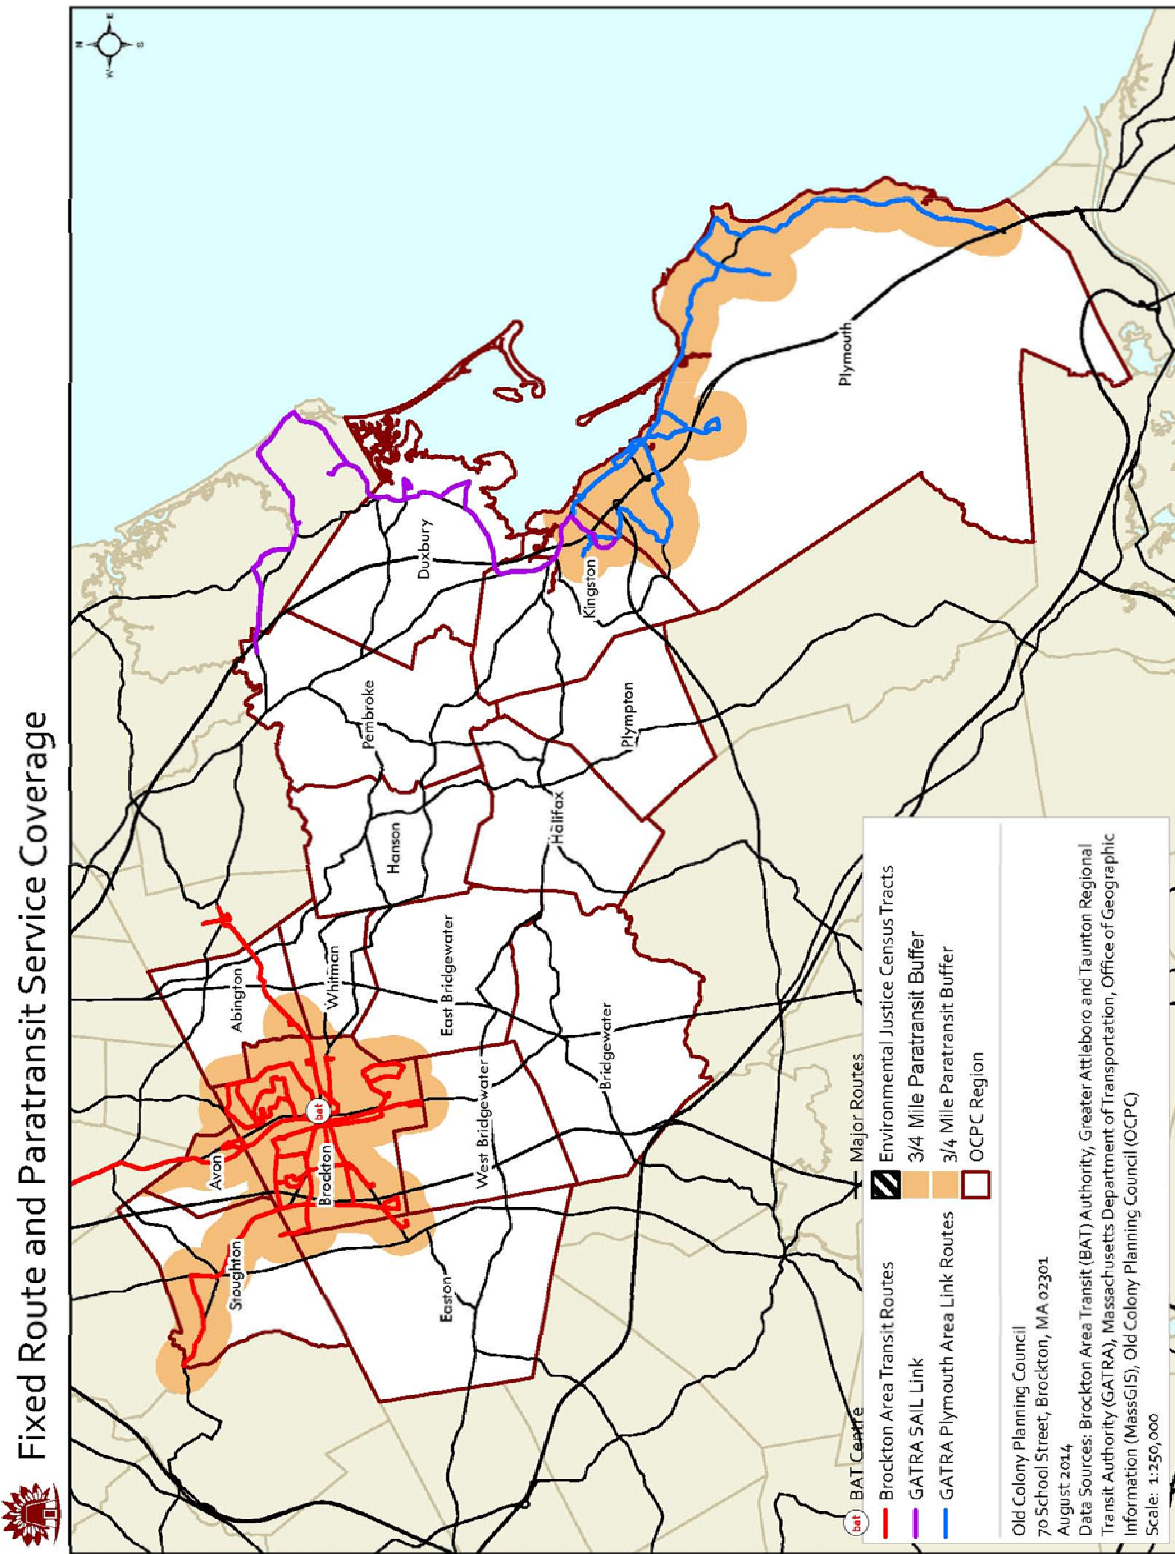 Fixed Route and Paratransit Service Coverage
N
W
E
S
Abington
Avon
Stoughton
Whitman
bat
Brockton
Hanson
Pembroke
Duxbury
East Bridgewater
West Bridgewater
Easton
Halifax
Kingston
Plympton
Bridgewater
Plymouth
bat
BAT Centre
Major Routes
Brockton Area Transit Routes
Environmental Justice Census Tracts
GATRA SAIL Link
3/4 Mile Paratransit Buffer
GATRA Plymouth Area Link Routes
3/4 Mile Paratransit Buffer
OCPC Region
Old Colony Planning Council
70 School Street, Brockton, MA 02301
August 2014
Data Sources: Brockton Area Transit (BAT) Authority, Greater Attleboro and Taunton Regional
Transit Authority (GATRA), Massachusetts Department of Transportation, Office of Geographic
Information (MassGIS), Old Colony Planning Council (OCPC)
Scale: 1:250,000